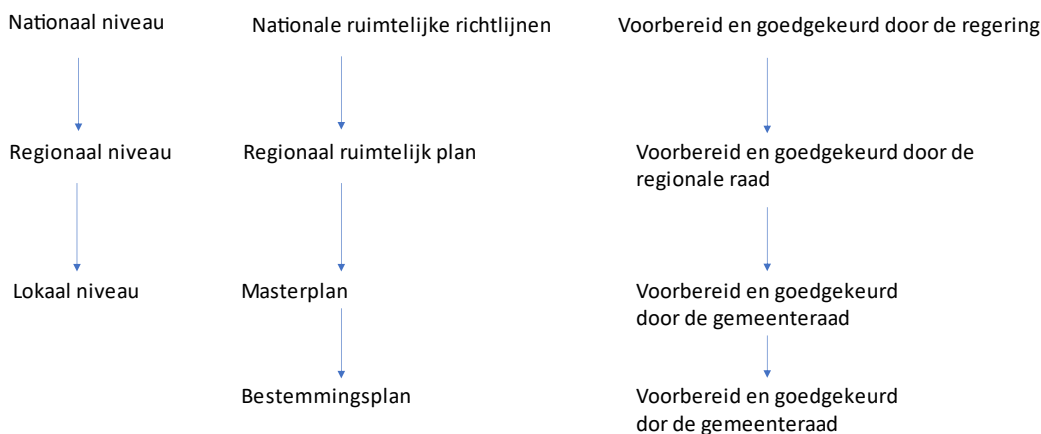 Nationaal niveau
Nationale ruimtelijke richtlijnen
Voorbereid en goedgekeurd door de regering
Regionaal niveau
Regionaal ruimtelijk plan
Voorbereid en goedgekeurd door de
regionale raad
Lokaal niveau
Masterplan
Voorbereid en goedgekeurd
door de gemeenteraad
Bestemmingsplan
Voorbereid en goedgekeurd
dor de gemeenteraad